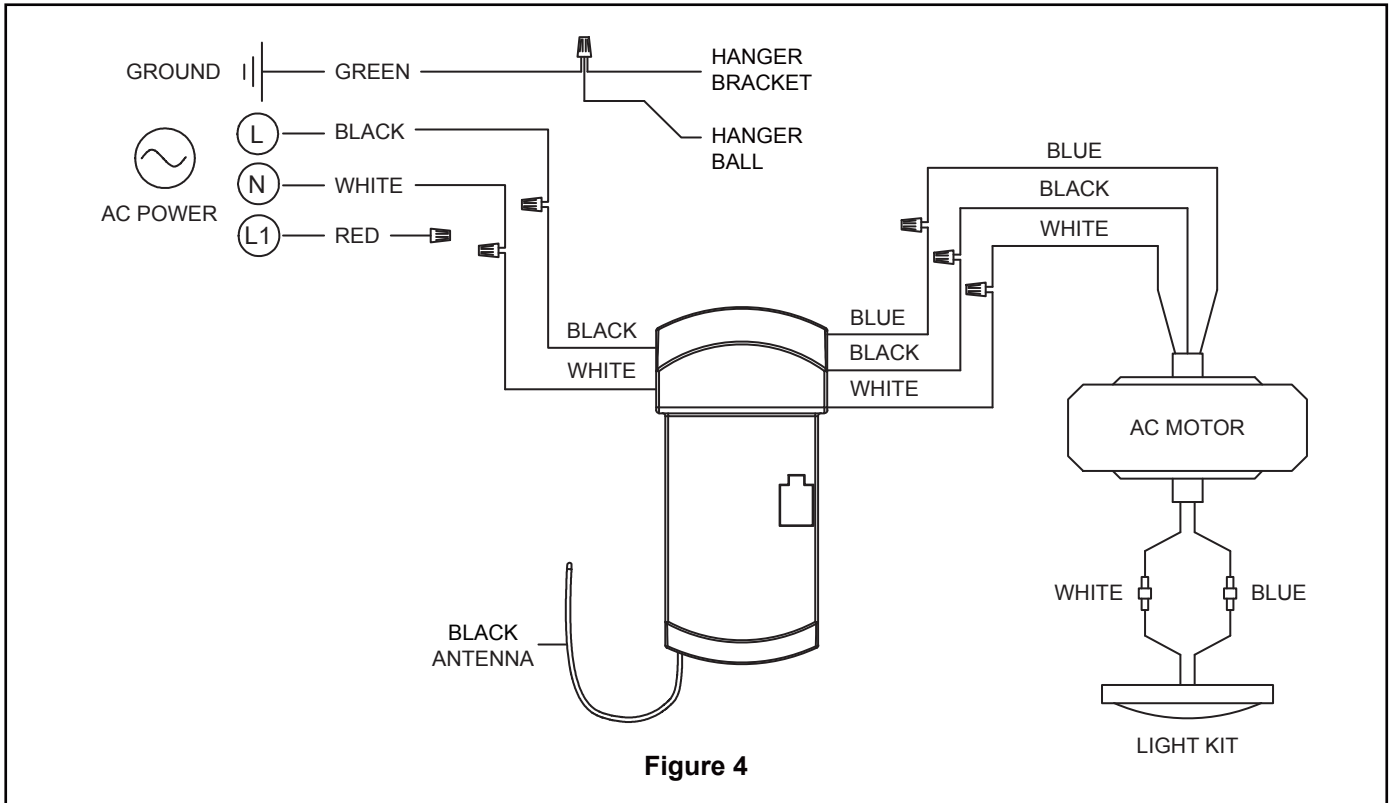 GROUND
GREEN
HANGER
BRACKET
HANGER
BALL
L
BLACK
N
WHITE
AC POWER
L1
RED
BLUE
BLACK
WHITE
BLACK
WHITE
BLUE
BLACK
WHITE
AC MOTOR
WHITE
BLUE
BLACK
ANTENNA
LIGHT KIT
Figure 4